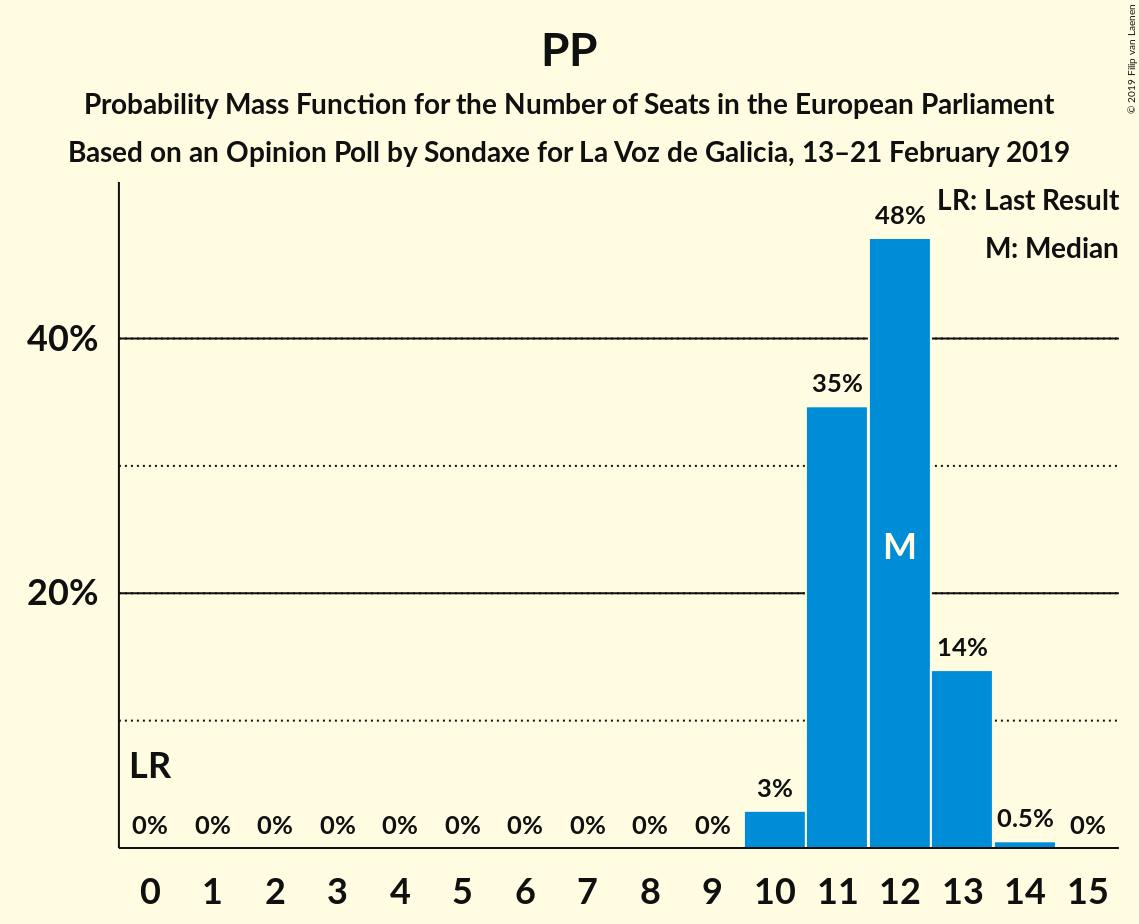 PP
Probability Mass Function for the Number of Seats in the European Parliament
Based on an Opinion Poll by Sondaxe for La Voz de Galicia, 13–21 February 2019
© 2019 Filip van Laenen
LR: Last Result
M: Median
48%
40%
35%
M
20%
14%
LR
3%
0% 0% 0% 0% 0% 0% 0% 0% 0% 0% 0.5% 0%
0 1 2 3 4 5 6 7 8 9 10 11 12 13 14 15